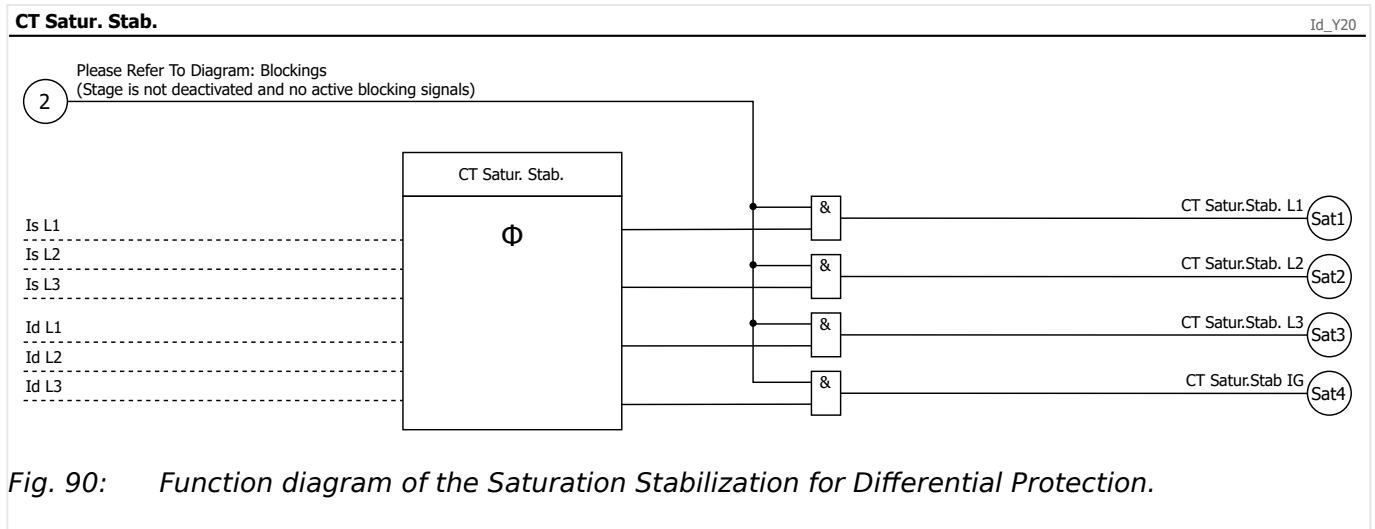 CT Satur. Stab.
Id_Y20
Please Refer To Diagram: Blockings
(Stage is not deactivated and no active blocking signals)
2
CT Satur. Stab.
Φ
Is L1
Is L2
Is L3
Id L1
Id L2
Id L3
&
CT Satur.Stab. L1
Sat1
&
CT Satur.Stab. L2
Sat2
&
CT Satur.Stab. L3
Sat3
&
CT Satur.Stab IG
Sat4
Fig. 90: Function diagram of the Saturation Stabilization for Differential Protection.